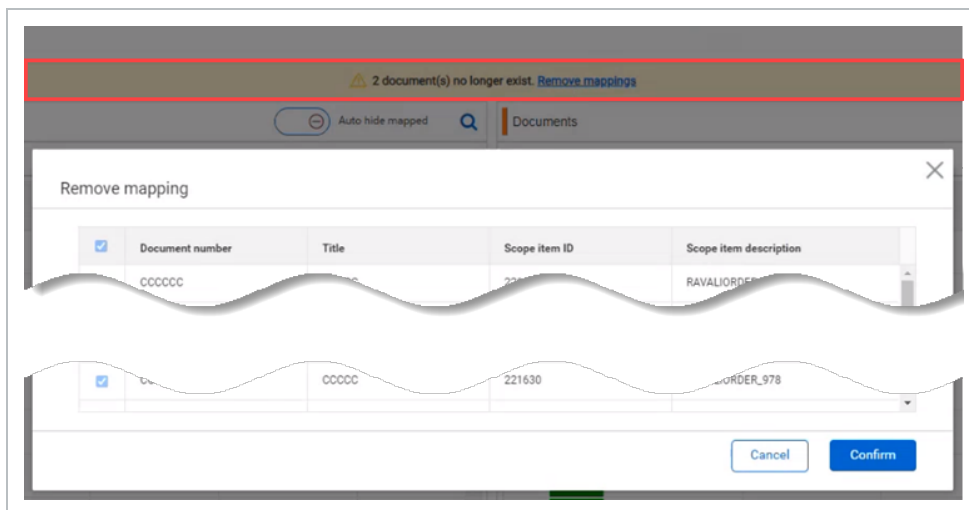 2 document(s) no longer exist. Remove mappings
Auto hide mapped
Documents
Remove mapping
Document number Title Scope item ID Scope item description
CCCCCC
CCCCC 221630
Cancel Confirm